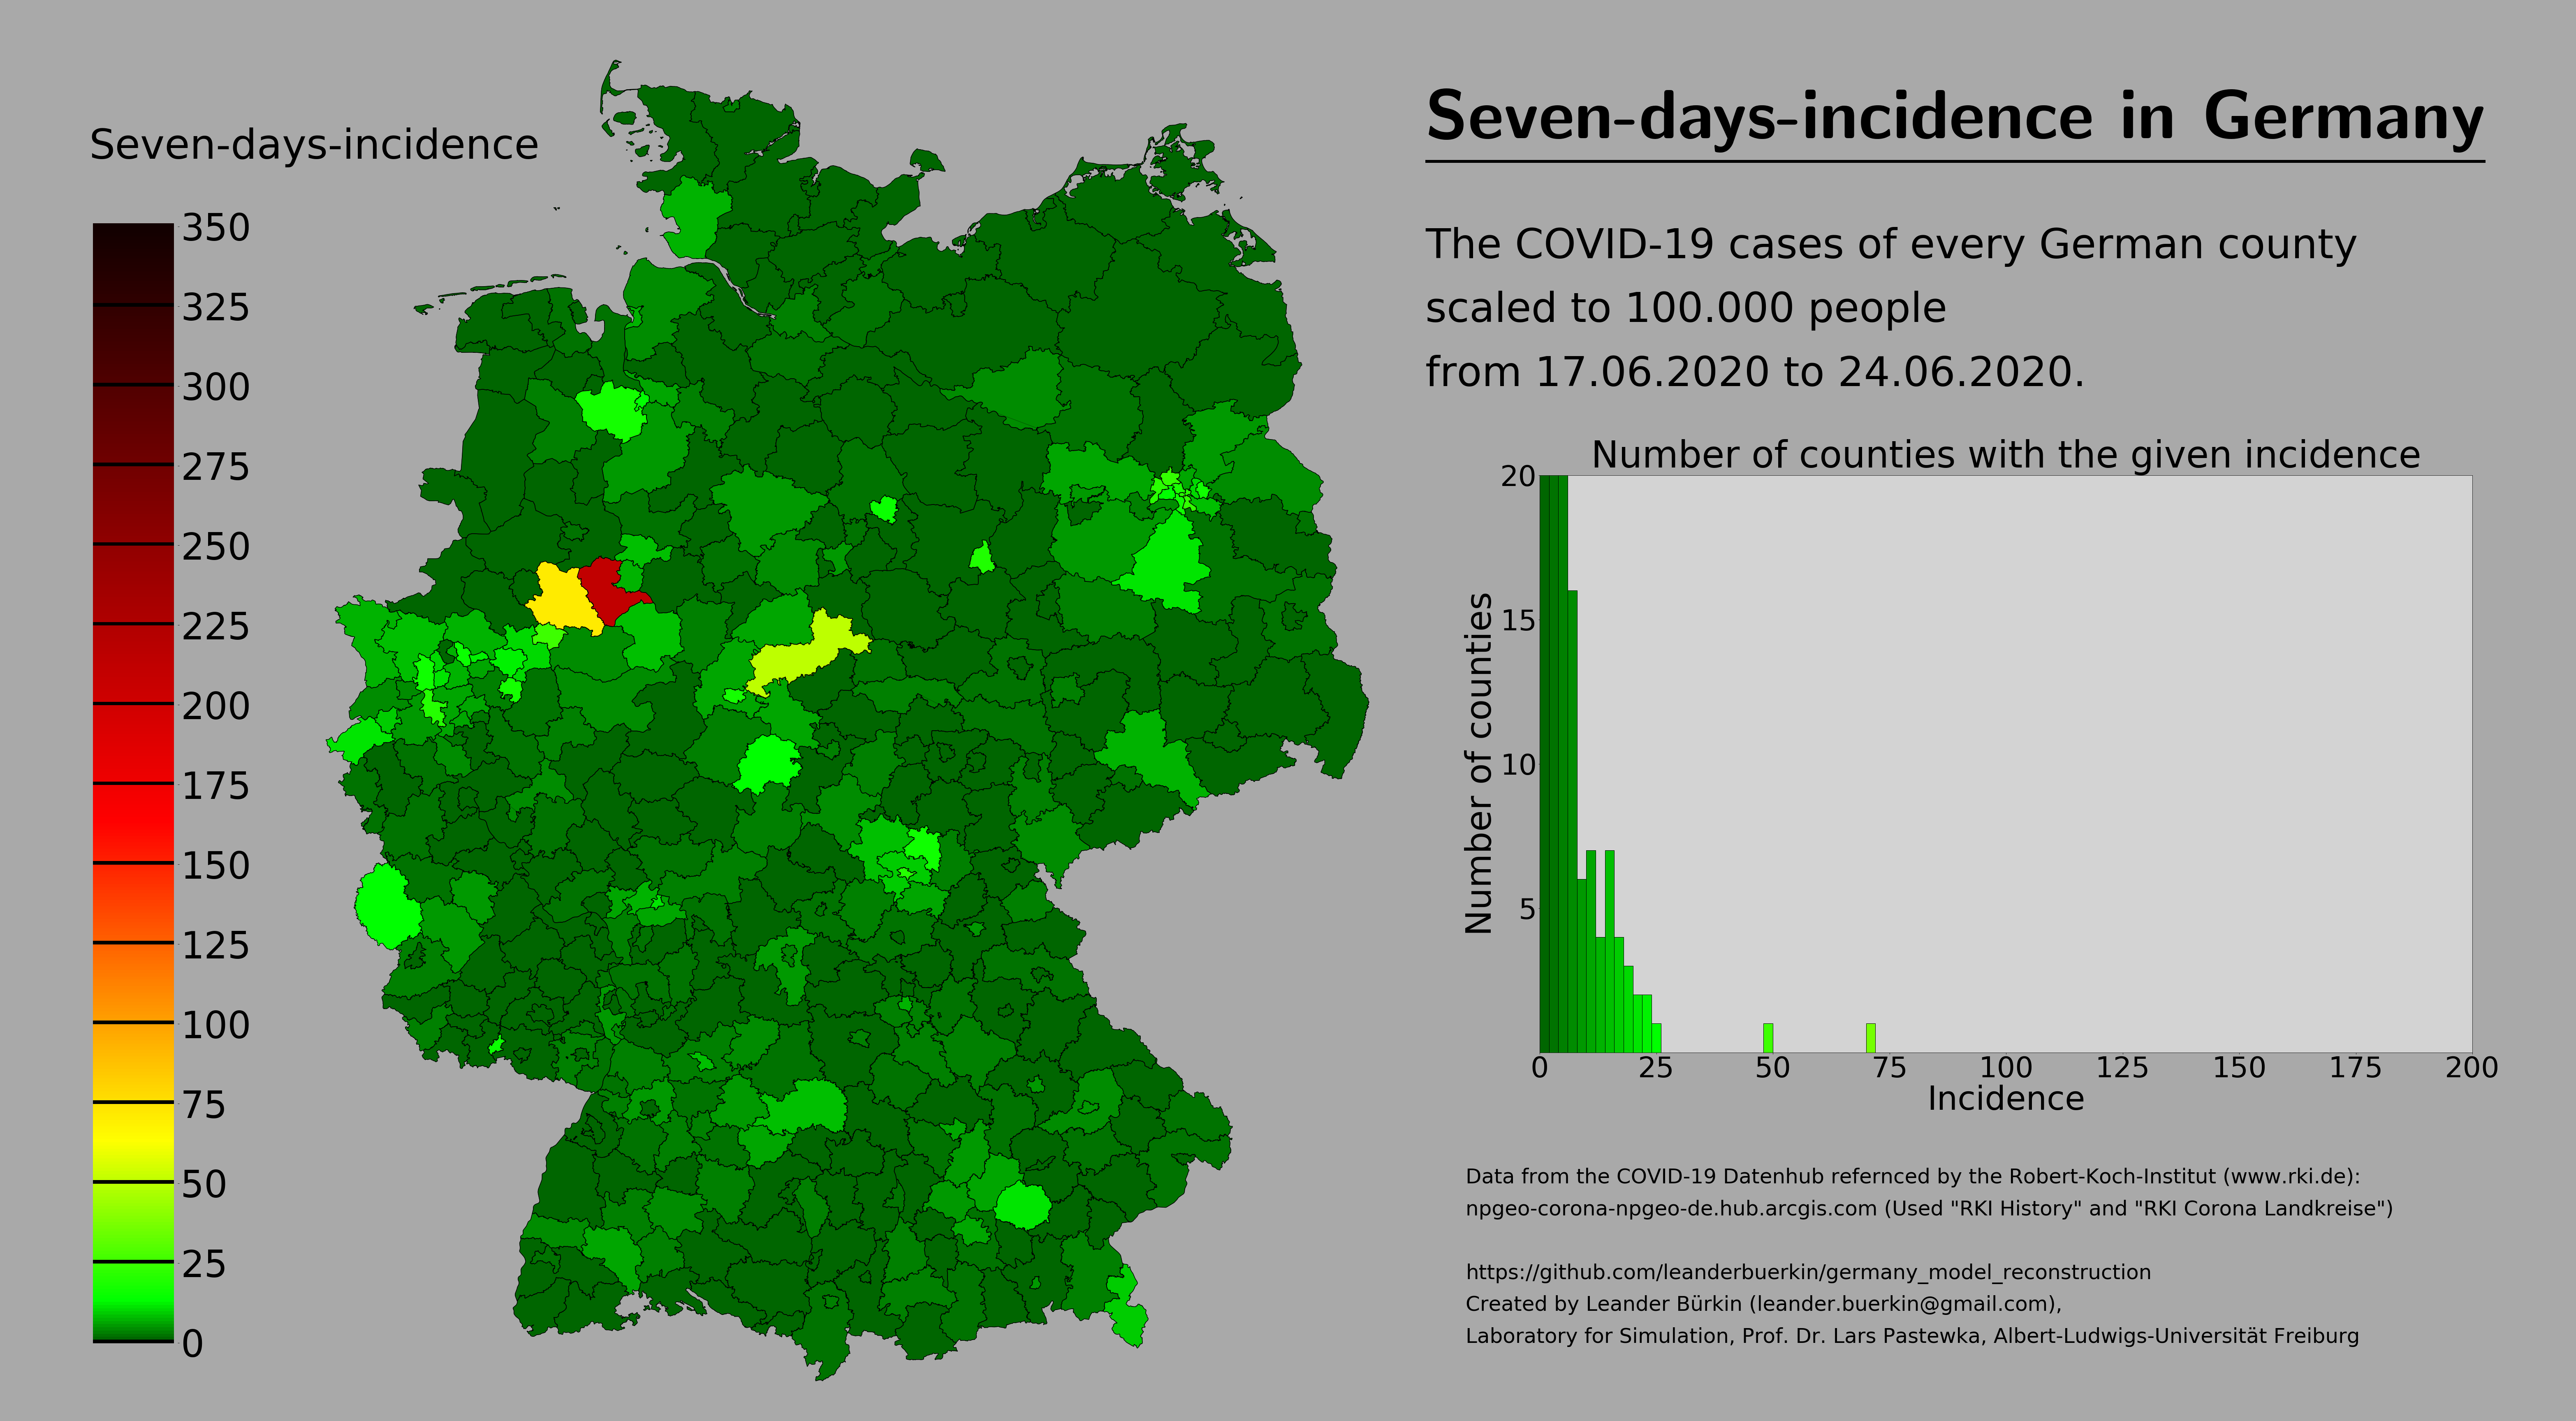 Seven-days-incidence in Germany
Seven-days-incidence
350
325
300
275
250
225
200
175
150
125
100
75
50
25
0
The COVID-19 cases of every German county
scaled to 100.000 people
from 17.06.2020 to 24.06.2020.
Number of counties with the given incidence
Number of counties
20
15
10
5
0 25 50 75 100 125 150 175 200
Incidence
Data from the COVID-19 Datenhub refernced by the Robert-Koch-Institut (www.rki.de):
npgeo-corona-npgeo-de.hub.arcgis.com (Used "RKI History" and "RKI Corona Landkreise")
https://github.com/leanderbuerkin/germany_model_reconstruction
Created by Leander Bürkin (leander.buerkin@gmail.com),
Laboratory for Simulation, Prof. Dr. Lars Pastewka, Albert-Ludwigs-Universität Freiburg